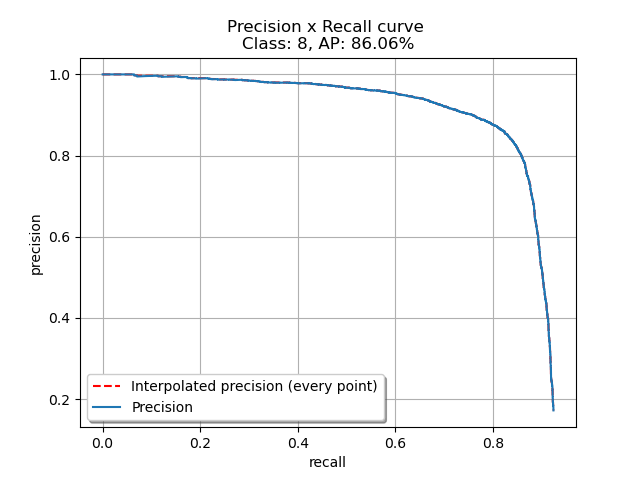 Precision x Recall curve
Class: 8, AP: 86.06%
1.0
0.8
0.6
0.4
0.2
precision
Interpolated precision (every point)
Precision
0.0 0.2 0.4 0.6 0.8
recall